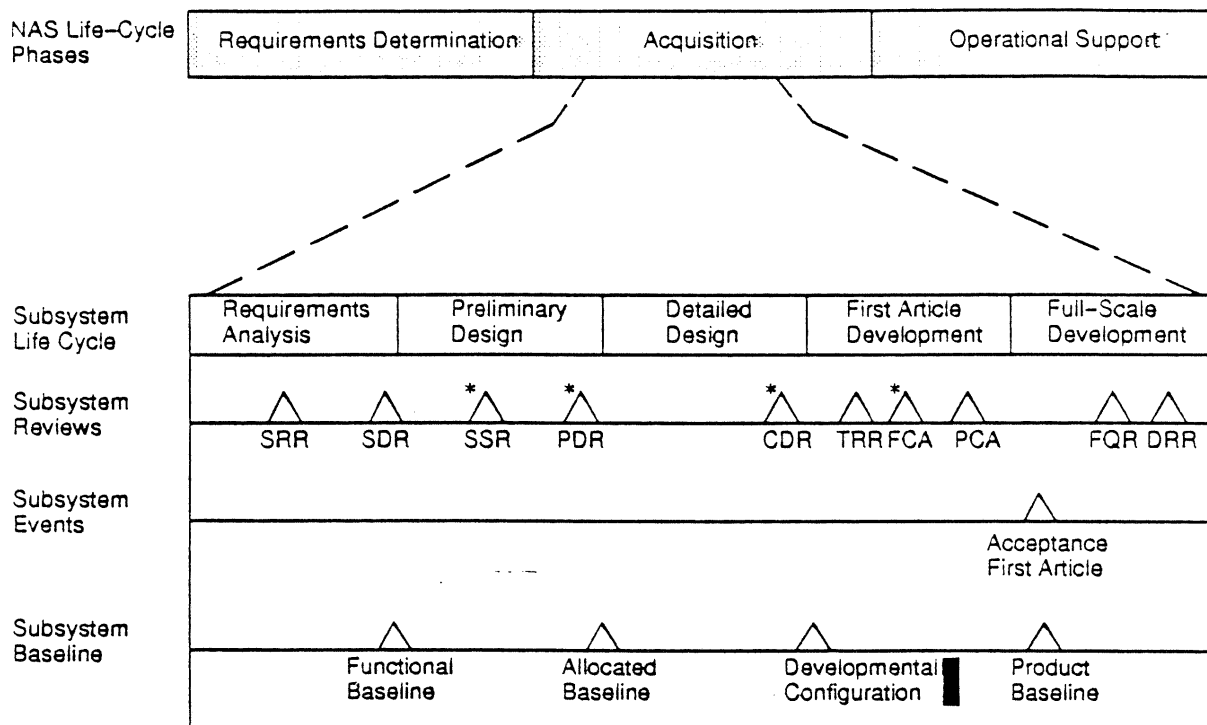 NAS Life-Cycle
Phases
Requirements Determination
Acquisition
Operational Support
Subsystem
Life Cycle
Requirements
Analysis
Preliminary
Design
Detailed
Design
First Article
Development
Full-Scale
Development
Subsystem
Reviews
* * * *
SRR SDR SSR PDR CDR TRR FCA PCA FQR DRR
Subsystem
Events
Acceptance
First Article
Subsystem
Baseline
Functional
Baseline
Allocated
Baseline
Developmental
Configuration
Product
Baseline